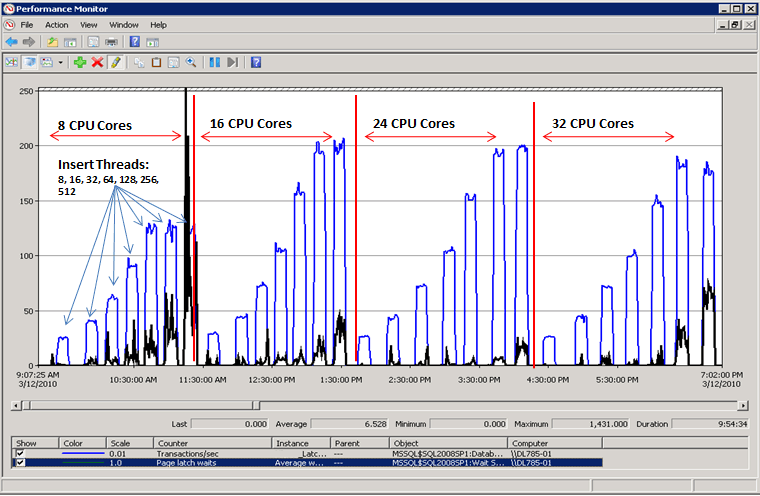 Performance Monitor
File Action View Window Help
250
200
150
100
50
0
8 CPU Cores
16 CPU Cores
24 CPU Cores
32 CPU Cores
Insert Threads:
8, 16, 32, 64, 128, 256,
512
9:07:25 AM 10:30:00 AM 11:30:00 AM 12:30:00 PM 1:30:00 PM 2:30:00 PM 3:30:00 PM 4:30:00 PM 5:30:00 PM 7:02:00 PM
3/12/2010 3/12/2010
Last 0.000 Average 6.528 Minimum 0.000 Maximum 1,431.000 Duration 9:54:34
Show Color Scale Counter Instance Parent Object Computer
0.01 Transactions/sec _Latc... --- MSSQL$SQL2008SP1:Datab... \\DL785-01
1.0 Page latch waits Average w... --- MSSQL$SQL2008SP1:Wait S... \\DL785-01